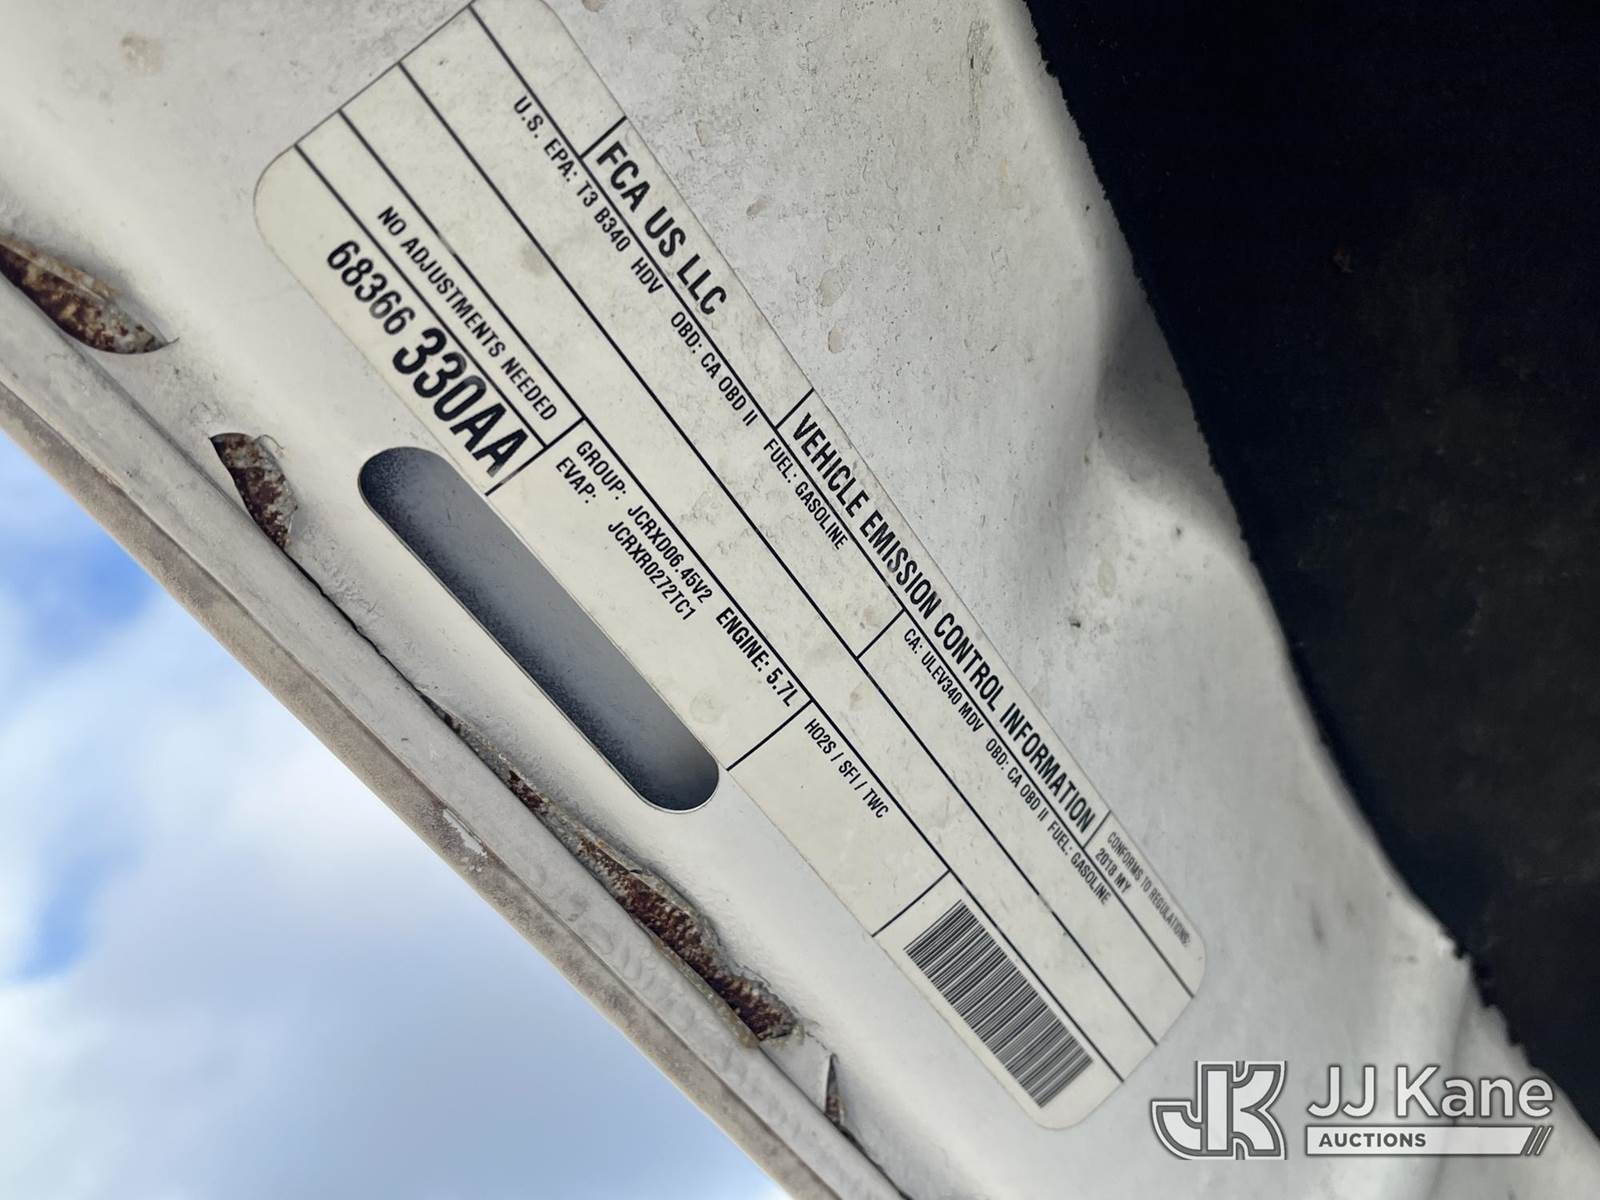 FCA US LLC
VEHICLE EMISSION CONTROL INFORMATION
CONFORMS TO REGULATIONS:
2018 MY
U.S. EPA: T3 B340 HDV OBD: CA OBD II FUEL: GASOLINE
CA: ULEV340 MDV OBD: CA OBD II FUEL: GASOLINE
NO ADJUSTMENTS NEEDED
68366 330AA
GROUP: JCRXD06.45V2 ENGINE: 5.7L
EVAP: JCRXR0272TC1
HO2S / SFI / TWC
JK
JJ Kane
AUCTIONS